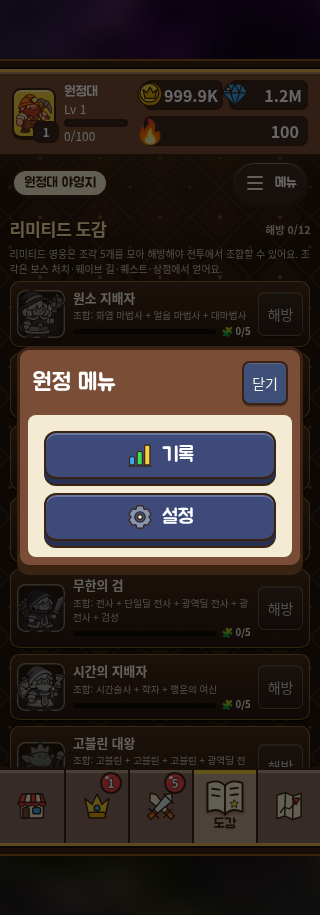 원정대
999.9K
1.2M
Lv 1
1
0/100
100
원정대 야영지
메뉴
리미티드 도감
해방 0/12
리미티드 영웅은 조각 5개를 모아 해방해야 전투에서 조합할 수 있어요. 조
각은 보스 처치·웨이브 길·퀘스트·상점에서 얻어요.
원소 지배자
조합: 화염 마법사 + 얼음 마법사 + 대마법사
0/5
해방
원정 메뉴
닫기
기록
설정
무한의 검
조합: 전사 + 단일딜 전사 + 광역딜 전사 + 광
전사 + 검성
0/5
해방
시간의 지배자
조합: 시간술사 + 학자 + 행운의 여신
0/5
해방
고블린 대왕
조합: 고블린 + 고블린 + 고블린 + 광역딜 전
해방
1
5
도감